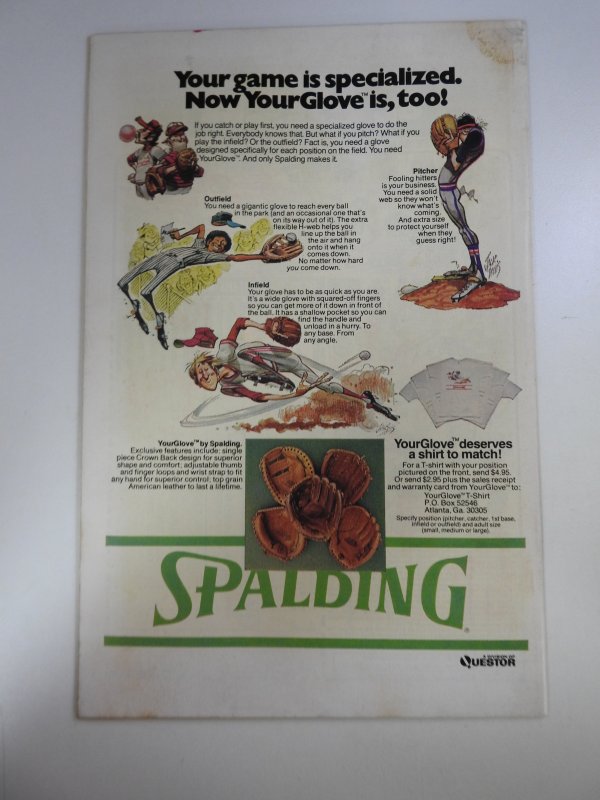 Your game is specialized.
Now YourGlove™ is, too!
If you catch or play first, you need a specialized glove to do the
job right. Everybody knows that. But what if you pitch? What if you
play the infield? Or the outfield? Fact is, you need a glove
designed specifically for each position on the field. You need
YourGlove™. And only Spalding makes it.
Pitcher
Fooling hitters
is your business.
You need a solid
web so they won't
know what's
coming.
And extra size
to protect yourself
when they
guess right!
Outfield
You need a gigantic glove to reach every ball
in the park (and an occasional one that's
on its way out of it). The extra
flexible H-web helps you
line up the ball in
the air and hang
onto it when it
comes down.
No matter how hard
you come down.
Infield
Your glove has to be as quick as you are.
It's a wide glove with squared-off fingers
so you can get more of it down in front of
the ball. It has a shallow pocket so you can
find the handle and
unload in a hurry. To
any base. From
any angle.
YourGlove™ by Spalding.
Exclusive features include: single
piece Crown Back design for superior
shape and comfort; adjustable thumb
and finger loops and wrist strap to fit
any hand for superior control; top grain
American leather to last a lifetime.
YourGlove™ deserves
a shirt to match!
For a T-shirt with your position
pictured on the front, send $4.95.
Or send $2.95 plus the sales receipt
and warranty card from YourGlove™ to:
YourGlove™ T-Shirt
P.O. Box 52546
Atlanta, Ga. 30305
Specify position (pitcher, catcher, 1st base,
infield or outfield) and adult size
(small, medium or large).
SPALDING®
A DIVISION OF
QUESTOR